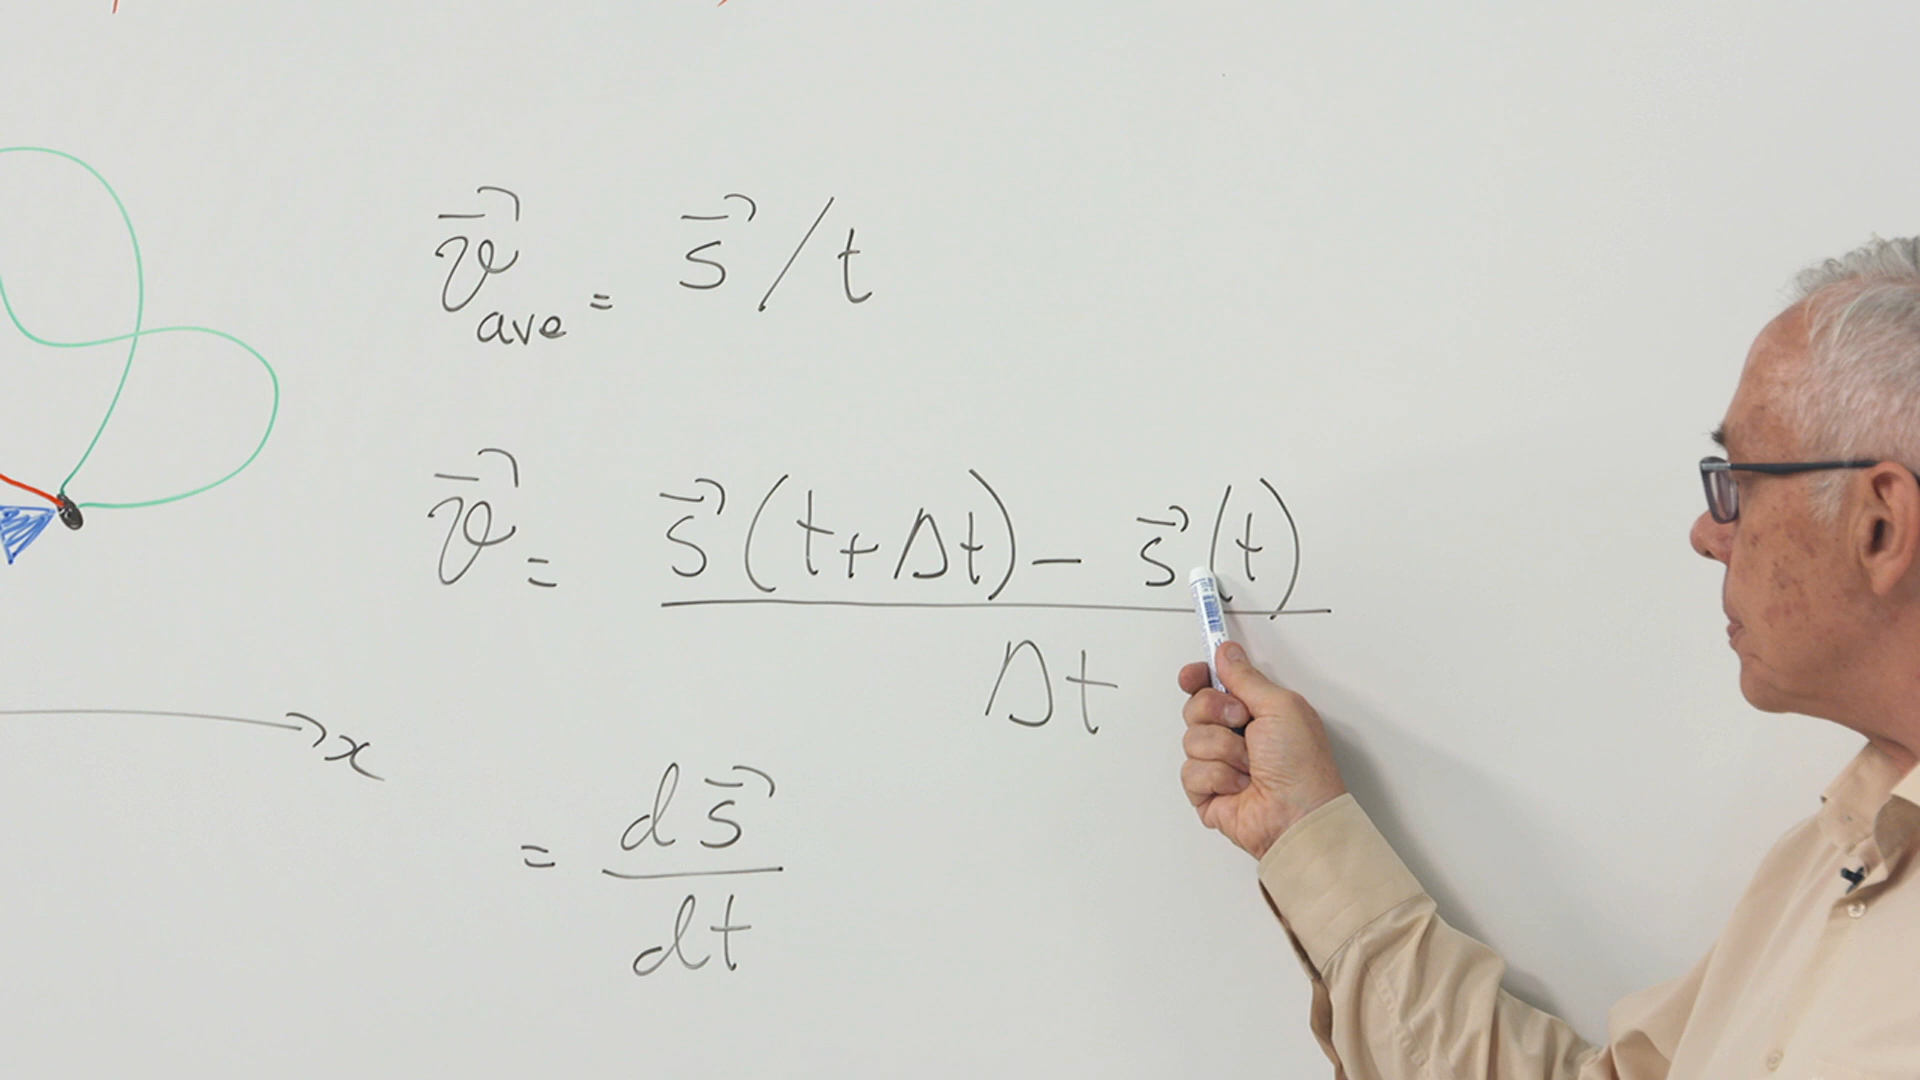 v⃗ave = s⃗/t
v⃗ = s⃗(t+Δt) – s⃗(t)
Δt
= ds⃗
dt
x